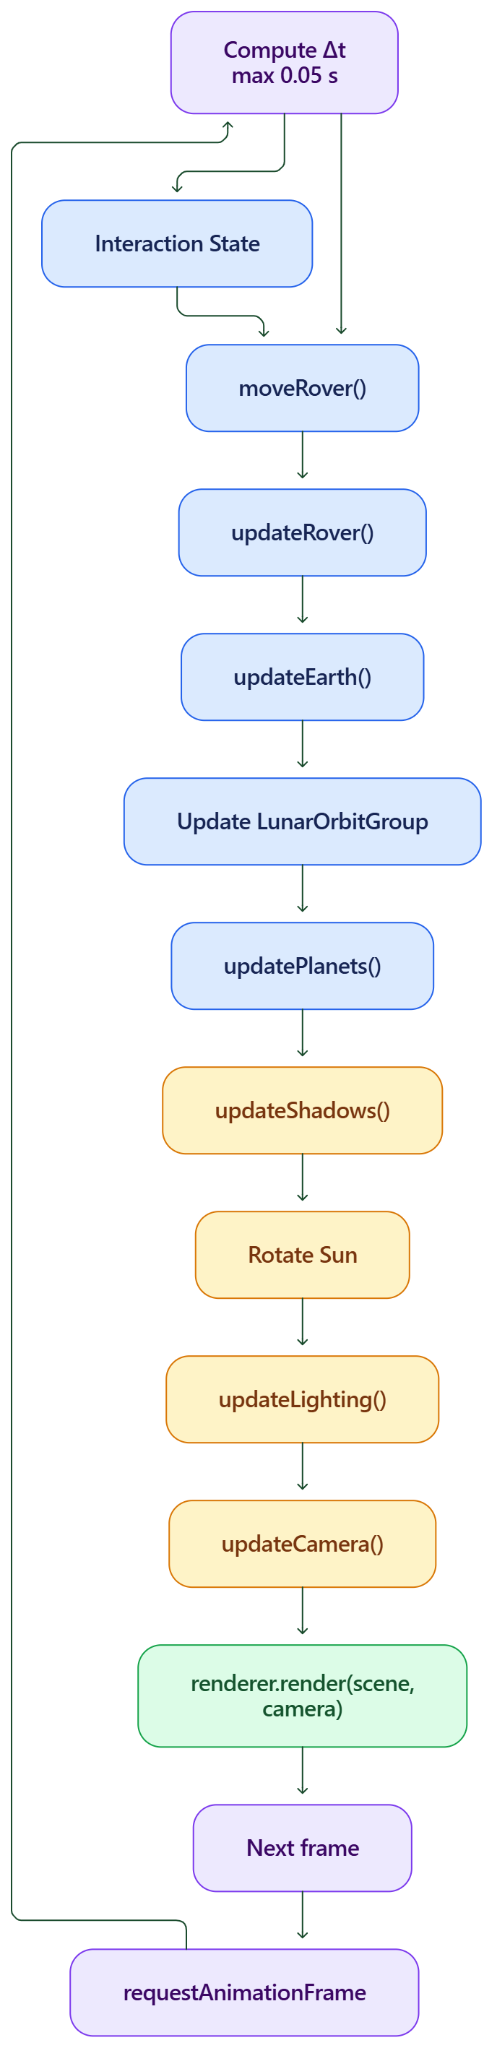 Compute Δt
max 0.05 s
Interaction State
moveRover()
updateRover()
updateEarth()
Update LunarOrbitGroup
updatePlanets()
updateShadows()
Rotate Sun
updateLighting()
updateCamera()
renderer.render(scene,
camera)
Next frame
requestAnimationFrame